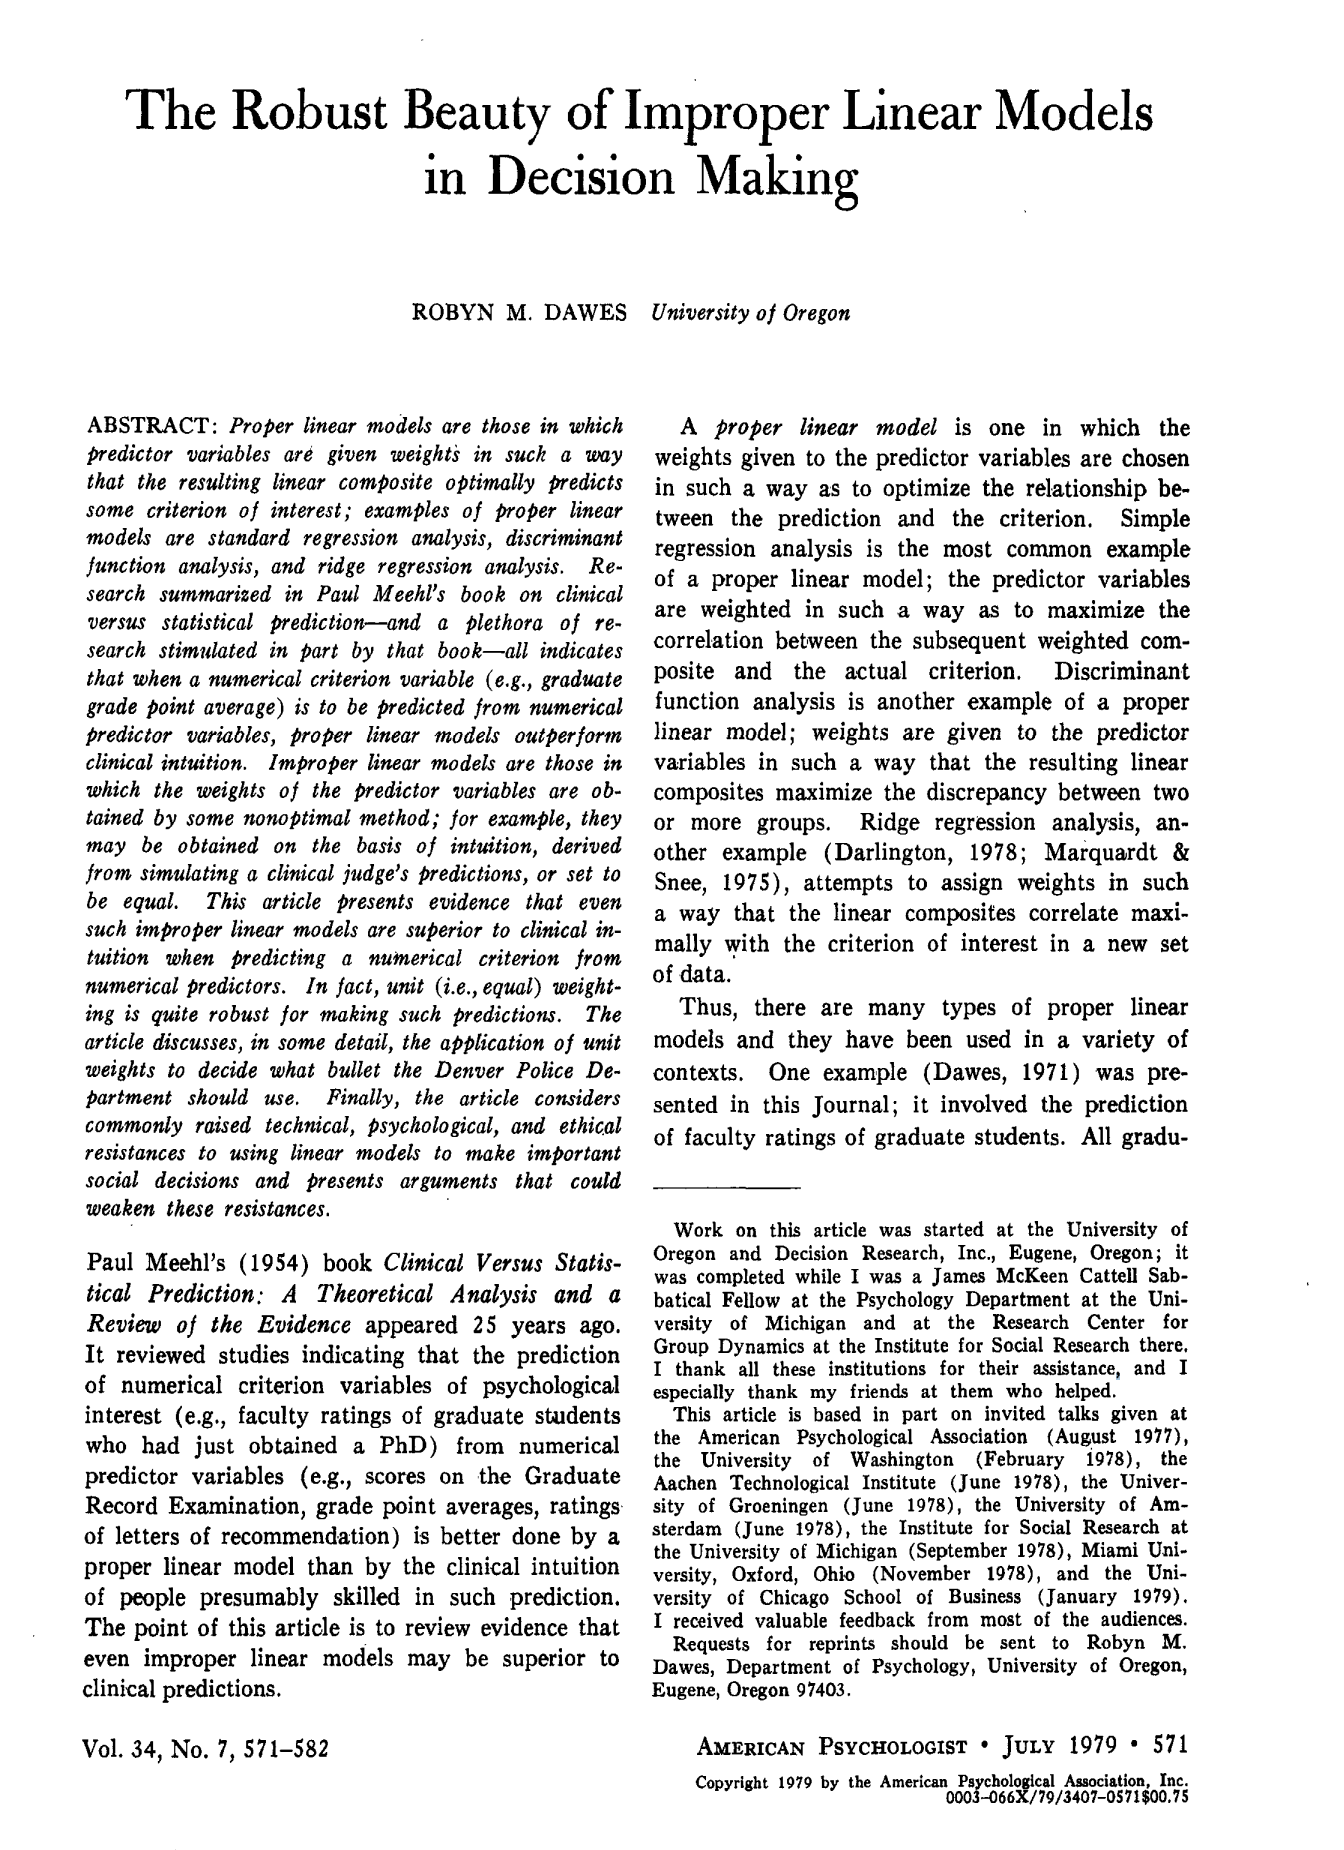 The Robust Beauty of Improper Linear Models
in Decision Making
ROBYN M. DAWES University of Oregon
ABSTRACT: Proper linear models are those in which
predictor variables are given weights in such a way
that the resulting linear composite optimally predicts
some criterion of interest; examples of proper linear
models are standard regression analysis, discriminant
function analysis, and ridge regression analysis. Re-
search summarized in Paul Meehl's book on clinical
versus statistical prediction—and a plethora of re-
search stimulated in part by that book—all indicates
that when a numerical criterion variable (e.g., graduate
grade point average) is to be predicted from numerical
predictor variables, proper linear models outperform
clinical intuition. Improper linear models are those in
which the weights of the predictor variables are ob-
tained by some nonoptimal method; for example, they
may be obtained on the basis of intuition, derived
from simulating a clinical judge's predictions, or set to
be equal. This article presents evidence that even
such improper linear models are superior to clinical in-
tuition when predicting a numerical criterion from
numerical predictors. In fact, unit (i.e., equal) weight-
ing is quite robust for making such predictions. The
article discusses, in some detail, the application of unit
weights to decide what bullet the Denver Police De-
partment should use. Finally, the article considers
commonly raised technical, psychological, and ethical
resistances to using linear models to make important
social decisions and presents arguments that could
weaken these resistances.
Paul Meehl's (1954) book Clinical Versus Statis-
tical Prediction: A Theoretical Analysis and a
Review of the Evidence appeared 25 years ago.
It reviewed studies indicating that the prediction
of numerical criterion variables of psychological
interest (e.g., faculty ratings of graduate students
who had just obtained a PhD) from numerical
predictor variables (e.g., scores on the Graduate
Record Examination, grade point averages, ratings
of letters of recommendation) is better done by a
proper linear model than by the clinical intuition
of people presumably skilled in such prediction.
The point of this article is to review evidence that
even improper linear models may be superior to
clinical predictions.
A proper linear model is one in which the
weights given to the predictor variables are chosen
in such a way as to optimize the relationship be-
tween the prediction and the criterion. Simple
regression analysis is the most common example
of a proper linear model; the predictor variables
are weighted in such a way as to maximize the
correlation between the subsequent weighted com-
posite and the actual criterion. Discriminant
function analysis is another example of a proper
linear model; weights are given to the predictor
variables in such a way that the resulting linear
composites maximize the discrepancy between two
or more groups. Ridge regression analysis, an-
other example (Darlington, 1978; Marquardt &
Snee, 1975), attempts to assign weights in such
a way that the linear composites correlate maxi-
mally with the criterion of interest in a new set
of data.
Thus, there are many types of proper linear
models and they have been used in a variety of
contexts. One example (Dawes, 1971) was pre-
sented in this Journal; it involved the prediction
of faculty ratings of graduate students. All gradu-
Work on this article was started at the University of
Oregon and Decision Research, Inc., Eugene, Oregon; it
was completed while I was a James McKeen Cattell Sab-
batical Fellow at the Psychology Department at the Uni-
versity of Michigan and at the Research Center for
Group Dynamics at the Institute for Social Research there.
I thank all these institutions for their assistance, and I
especially thank my friends at them who helped.
This article is based in part on invited talks given at
the American Psychological Association (August 1977),
the University of Washington (February 1978), the
Aachen Technological Institute (June 1978), the Univer-
sity of Groeningen (June 1978), the University of Am-
sterdam (June 1978), the Institute for Social Research at
the University of Michigan (September 1978), Miami Uni-
versity, Oxford, Ohio (November 1978), and the Uni-
versity of Chicago School of Business (January 1979).
I received valuable feedback from most of the audiences.
Requests for reprints should be sent to Robyn M.
Dawes, Department of Psychology, University of Oregon,
Eugene, Oregon 97403.
Vol. 34, No. 7, 571–582
AMERICAN PSYCHOLOGIST • JULY 1979 • 571
Copyright 1979 by the American Psychological Association, Inc.
0003-066X/79/3407-0571$00.75